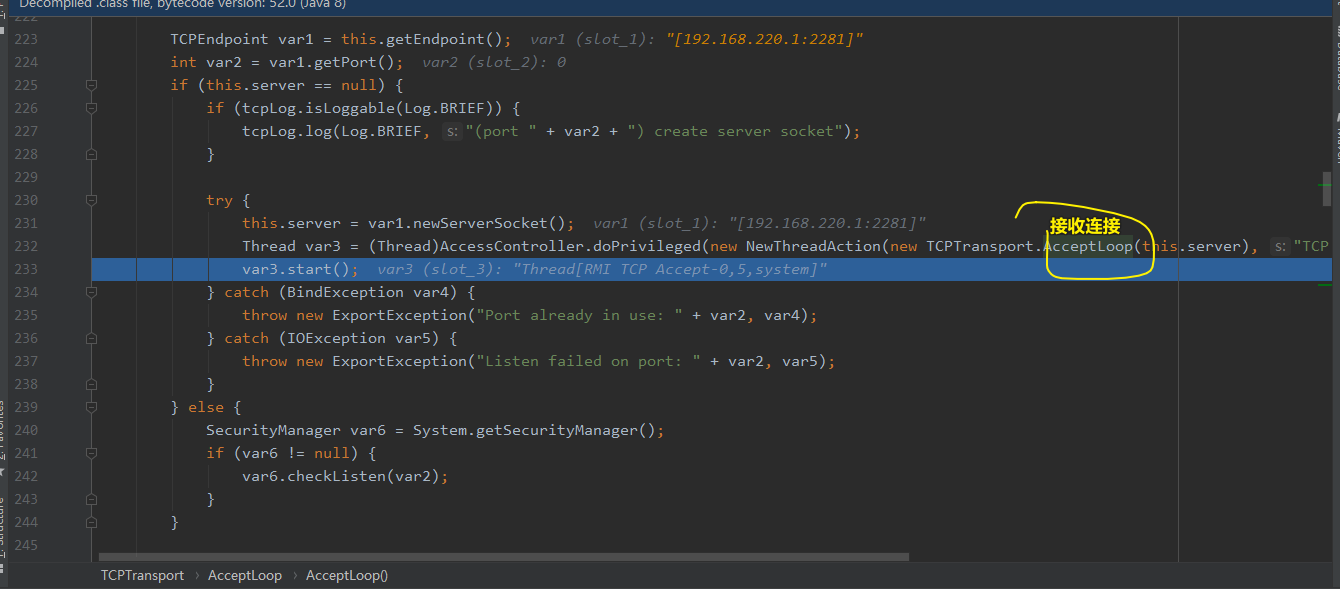 Decompiled .class file, bytecode version: 52.0 (Java 8)
222
223 TCPEndpoint var1 = this.getEndpoint(); var1 (slot_1): "[192.168.220.1:2281]"
224 int var2 = var1.getPort(); var2 (slot_2): 0
225 if (this.server == null) {
226 if (tcpLog.isLoggable(Log.BRIEF)) {
227 tcpLog.log(Log.BRIEF, s: "(port " + var2 + ") create server socket");
228 }
229
230 try {
接收连接
231 this.server = var1.newServerSocket(); var1 (slot_1): "[192.168.220.1:2281]"
232 Thread var3 = (Thread)AccessController.doPrivileged(new NewThreadAction(new TCPTransport.AcceptLoop(this.server), s: "TCP
233 var3.start(); var3 (slot_3): "Thread[RMI TCP Accept-0,5,system]"
234 } catch (BindException var4) {
235 throw new ExportException("Port already in use: " + var2, var4);
236 } catch (IOException var5) {
237 throw new ExportException("Listen failed on port: " + var2, var5);
238 }
239 } else {
240 SecurityManager var6 = System.getSecurityManager();
241 if (var6 != null) {
242 var6.checkListen(var2);
243 }
244 }
245
TCPTransport › AcceptLoop › AcceptLoop()